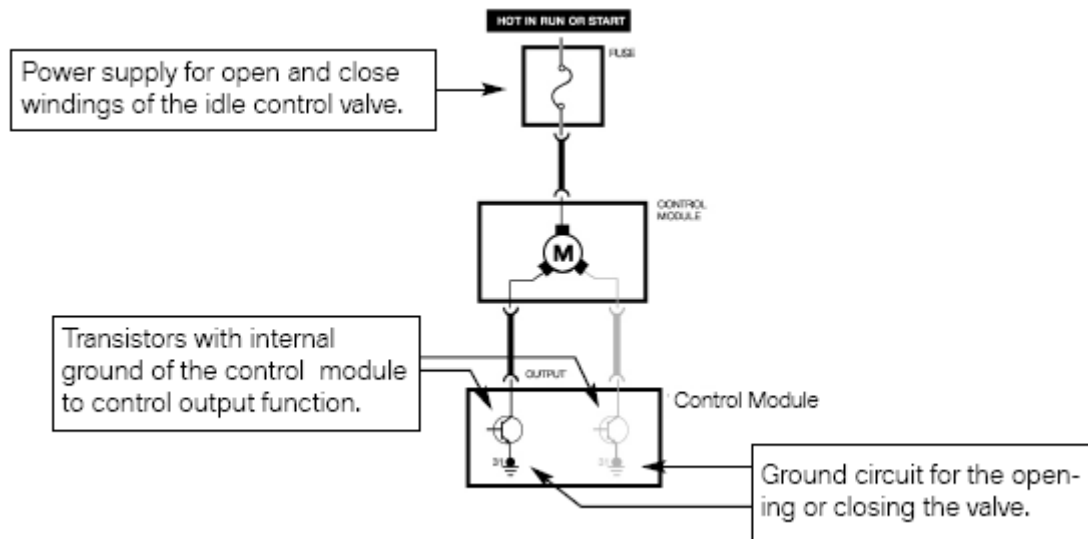 HOT IN RUN OR START
FUSE
Power supply for open and close
windings of the idle control valve.
CONTROL
MODULE
M
Transistors with internal
ground of the control module
to control output function.
OUTPUT
Control Module
31
31
Ground circuit for the open-
ing or closing the valve.